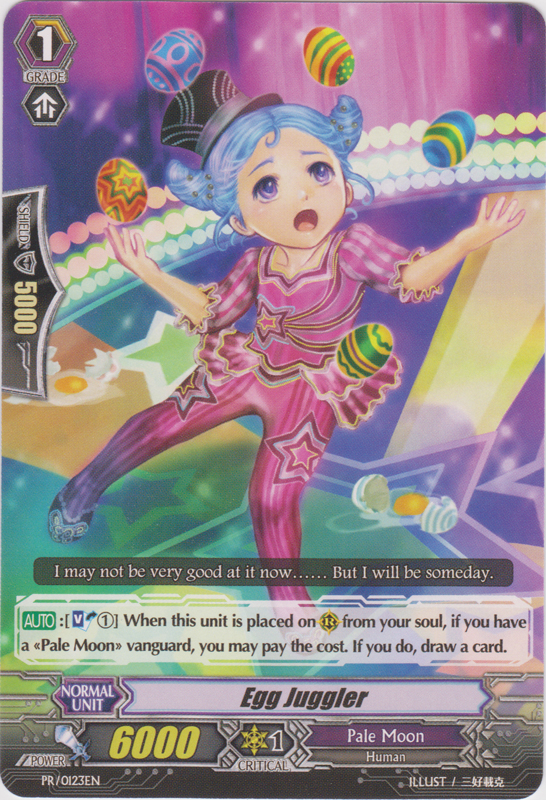 1
GRADE
SHIELD
5000
I may not be very good at it now…… But I will be someday.
AUTO :[ V ①] When this unit is placed on R from your soul, if you have
a «Pale Moon» vanguard, you may pay the cost. If you do, draw a card.
NORMAL
UNIT
Egg Juggler
POWER
6000
1
CRITICAL
Pale Moon
Human
PR/0123EN
ILLUST / 三好載克